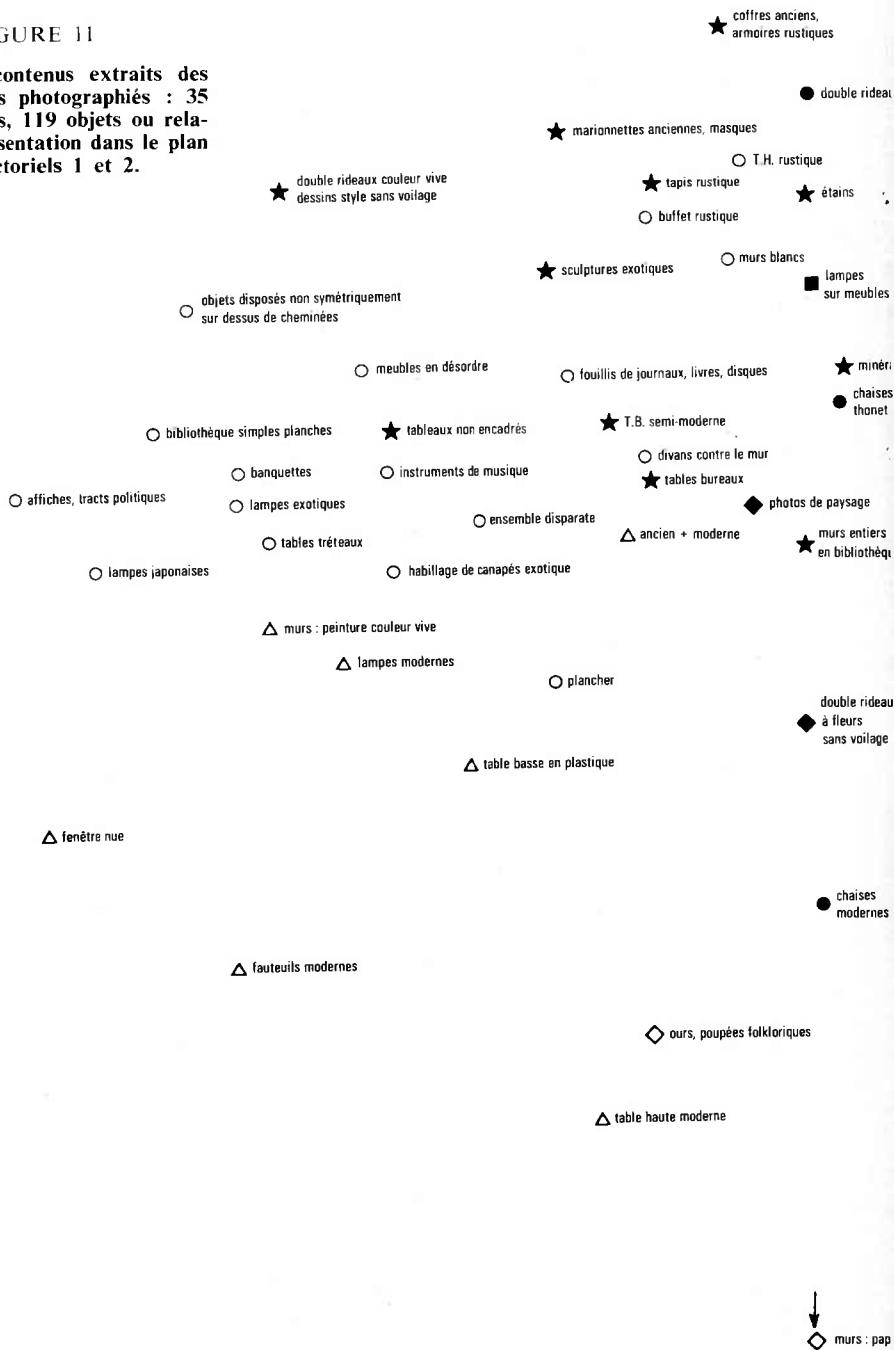 FIGURE 11
contenus extraits des
photographiés : 35
119 objets ou rela-
sentation dans le plan
toriels 1 et 2.
coffres anciens,
armoires rustiques
double rideau
marionnettes anciennes, masques
T.H. rustique
double rideaux couleur vive
dessins style sans voilage
tapis rustique
étains
buffet rustique
murs blancs
sculptures exotiques
lampes
sur meubles
objets disposés non symétriquement
sur dessus de cheminées
meubles en désordre
fouillis de journaux, livres, disques
chaises
thonet
bibliothèque simples planches
tableaux non encadrés
T.B. semi-moderne
divans contre le mur
banquettes
instruments de musique
tables bureaux
affiches, tracts politiques
lampes exotiques
photos de paysage
ensemble disparate
ancien + moderne
murs entiers
en
tables tréteaux
lampes japonaises
habillage de canapés exotique
murs : peinture couleur vive
lampes modernes
plancher
double rideau
à fleurs
sans voilage
table basse en plastique
fenêtre nue
chaises
modernes
fauteuils modernes
ours, poupées folkloriques
table haute moderne
murs : pap